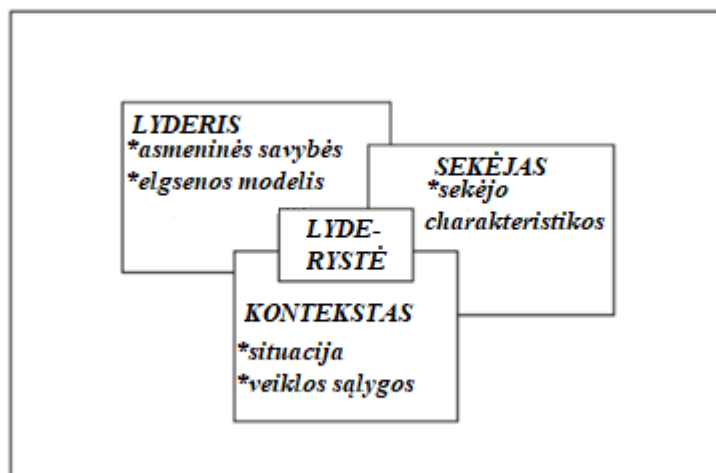 LYDERIS
*asmeninės savybės
*elgsenos modelis
SEKĖJAS
*sekėjo
charakteristikos
LYDE-
RYSTĖ
KONTEKSTAS
*situacija
*veiklos sąlygos